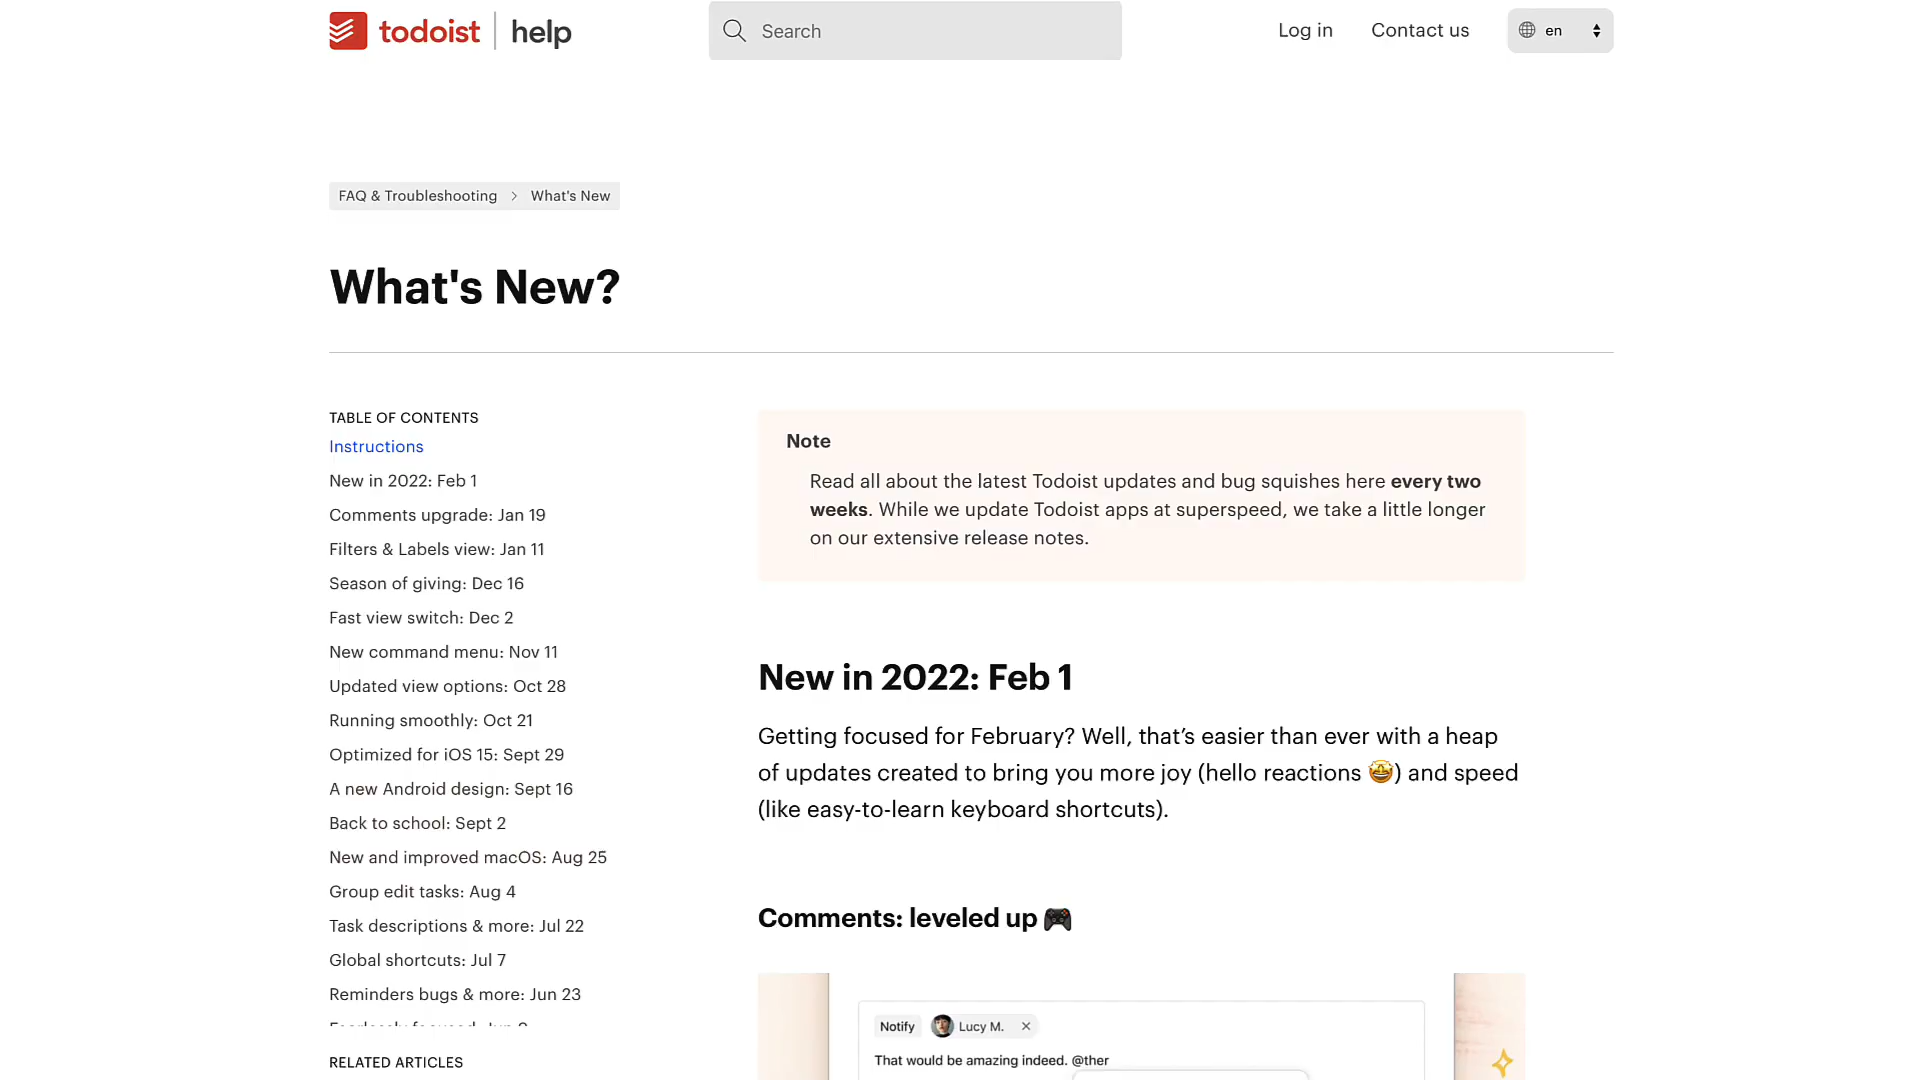 todoist | help
Search
Log in
Contact us
en
FAQ & Troubleshooting > What's New
What's New?
TABLE OF CONTENTS
Instructions
New in 2022: Feb 1
Comments upgrade: Jan 19
Filters & Labels view: Jan 11
Season of giving: Dec 16
Fast view switch: Dec 2
New command menu: Nov 11
Updated view options: Oct 28
Running smoothly: Oct 21
Optimized for iOS 15: Sept 29
A new Android design: Sept 16
Back to school: Sept 2
New and improved macOS: Aug 25
Group edit tasks: Aug 4
Task descriptions & more: Jul 22
Global shortcuts: Jul 7
Reminders bugs & more: Jun 23
RELATED ARTICLES
Note
Read all about the latest Todoist updates and bug squishes here every two
weeks. While we update Todoist apps at superspeed, we take a little longer
on our extensive release notes.
New in 2022: Feb 1
Getting focused for February? Well, that’s easier than ever with a heap
of updates created to bring you more joy (hello reactions 🤩) and speed
(like easy-to-learn keyboard shortcuts).
Comments: leveled up 🎮
Notify Lucy M. ×
That would be amazing indeed. @ther